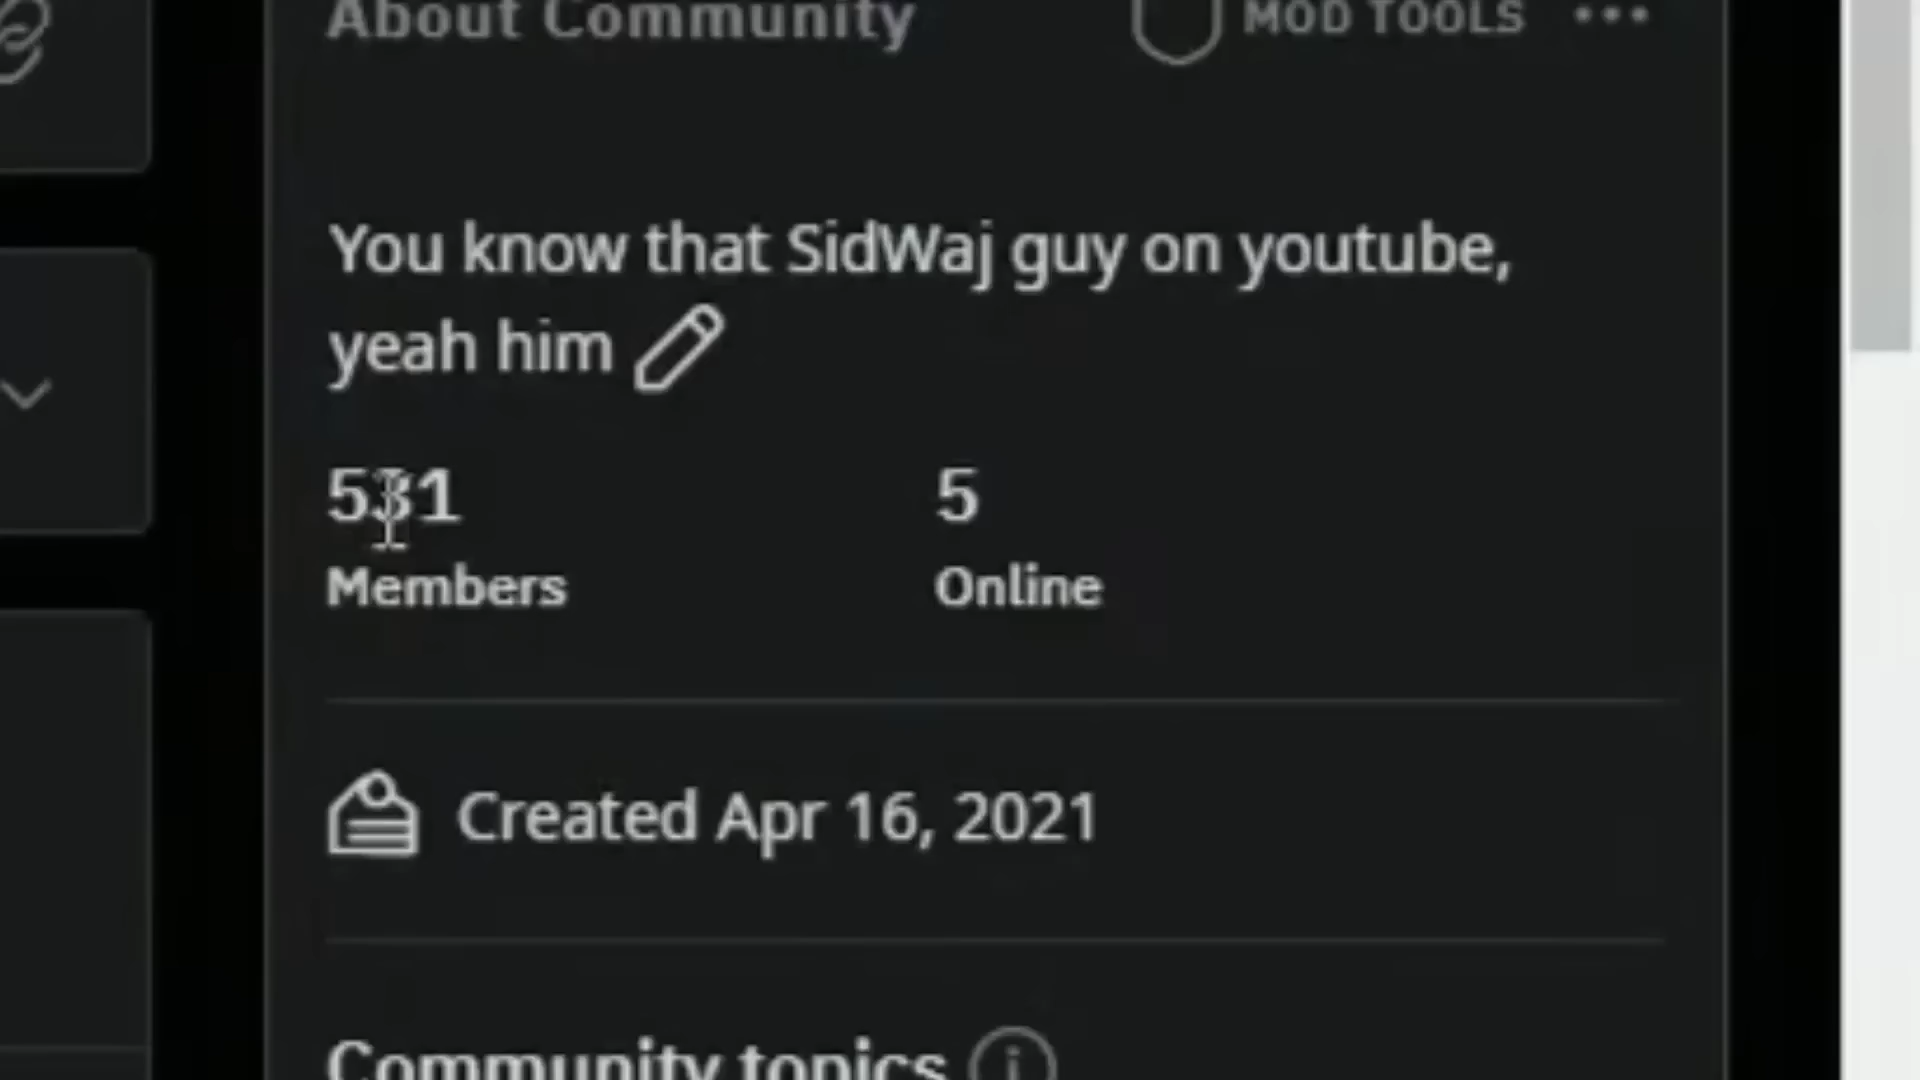 About Community MOD TOOLS
You know that SidWaj guy on youtube,
yeah him
531 5
Members Online
Created Apr 16, 2021
Community topics